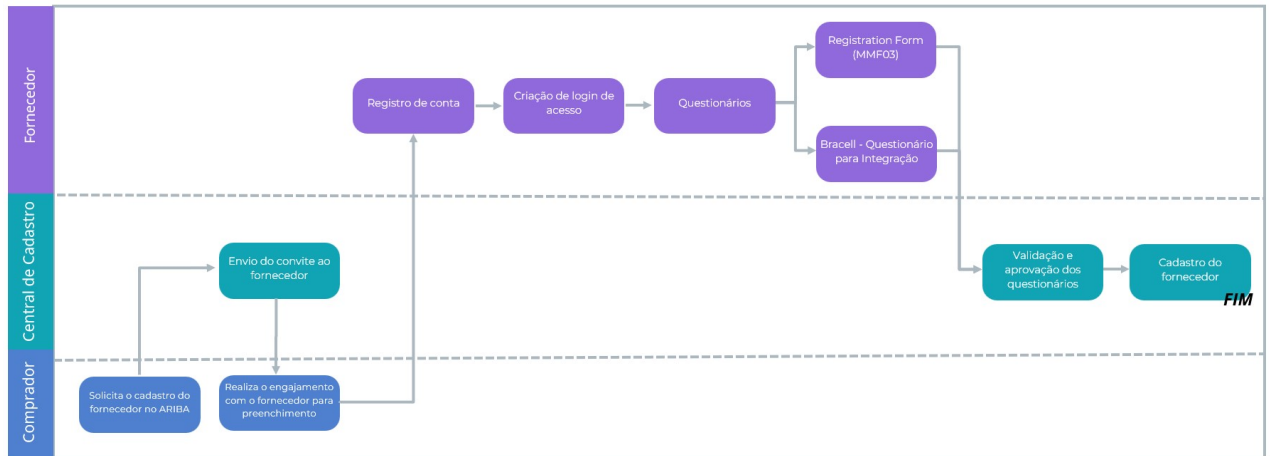 Fornecedor
Registration Form
(MMF03)
Registro de conta
Criação de login de
acesso
Questionários
Bracell - Questionário
para Integração
Central de Cadastro
Envio do convite ao
fornecedor
Validação e
aprovação dos
questionários
Cadastro do
fornecedor
FIM
Comprador
Solicita o cadastro do
fornecedor no ARIBA
Realiza o engajamento
com o fornecedor para
preenchimento